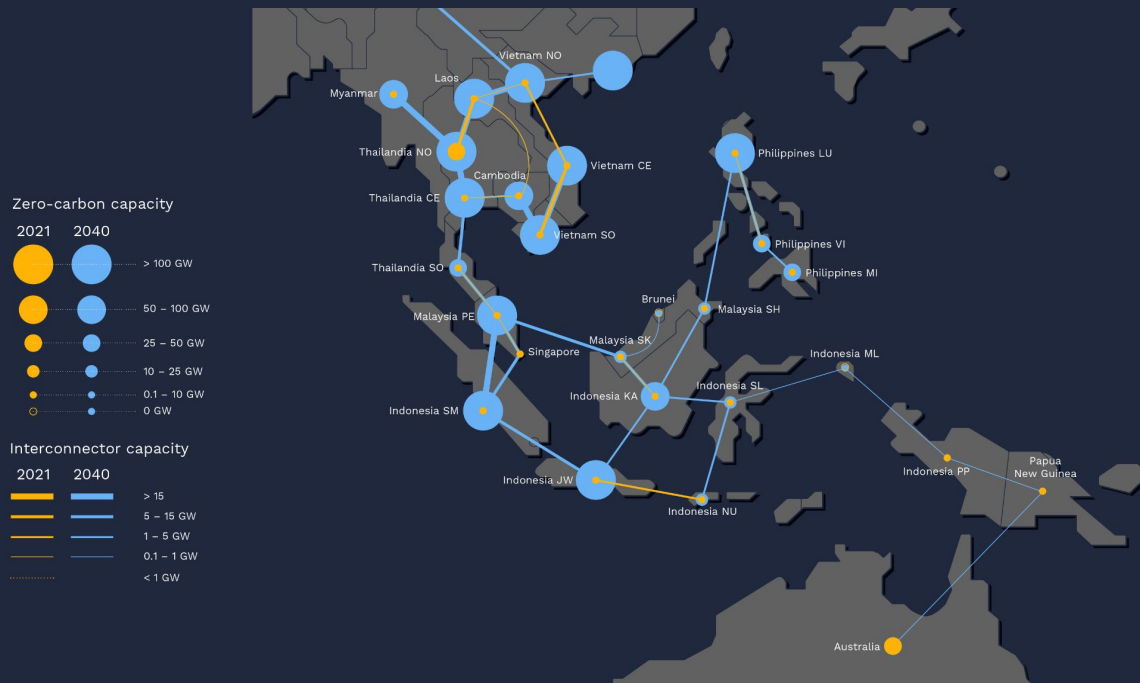 Zero-carbon capacity
2021
2040
> 100 GW
50 – 100 GW
25 – 50 GW
10 – 25 GW
0.1 – 10 GW
0 GW
Interconnector capacity
2021
2040
> 15
5 – 15 GW
1 – 5 GW
0.1 – 1 GW
< 1 GW
Vietnam NO
Laos
Myanmar
Thailandia NO
Vietnam CE
Philippines LU
Cambodia
Thailandia CE
Vietnam SO
Philippines VI
Thailandia SO
Philippines MI
Brunei
Malaysia PE
Malaysia SH
Malaysia SK
Singapore
Indonesia ML
Indonesia SL
Indonesia KA
Indonesia SM
Papua
New Guinea
Indonesia PP
Indonesia JW
Indonesia NU
Australia